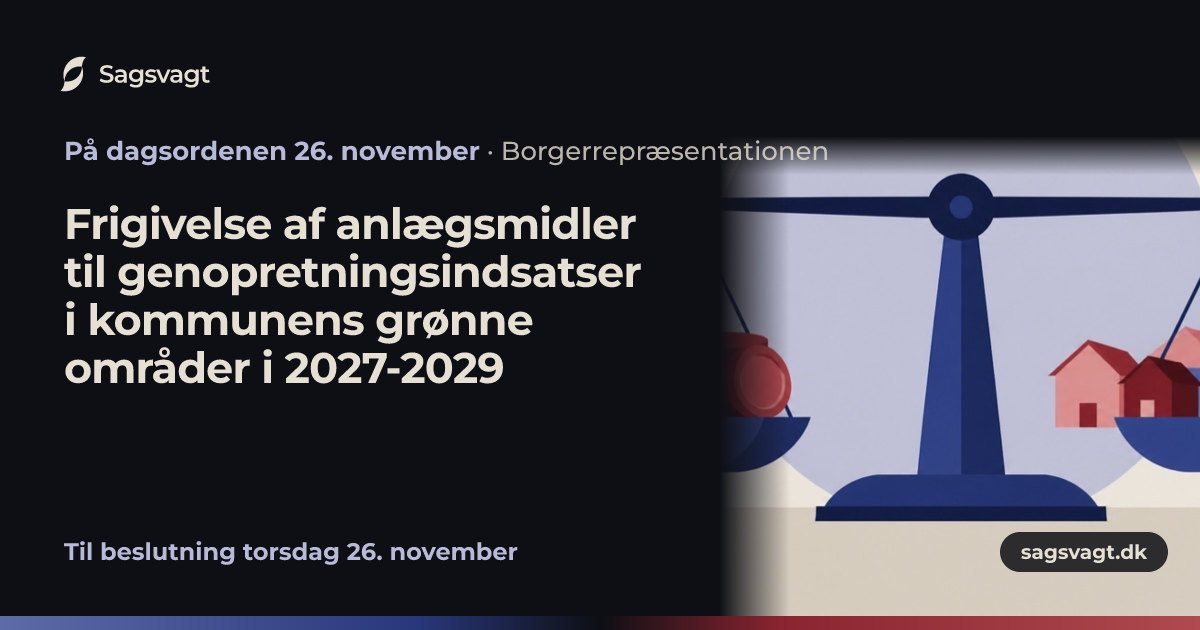 Sagsvagt
På dagsordenen 26. november · Borgerrepræsentationen
Frigivelse af anlægsmidler
til genopretningsindsatser
i kommunens grønne
områder i 2027-2029
Til beslutning torsdag 26. november
sagsvagt.dk